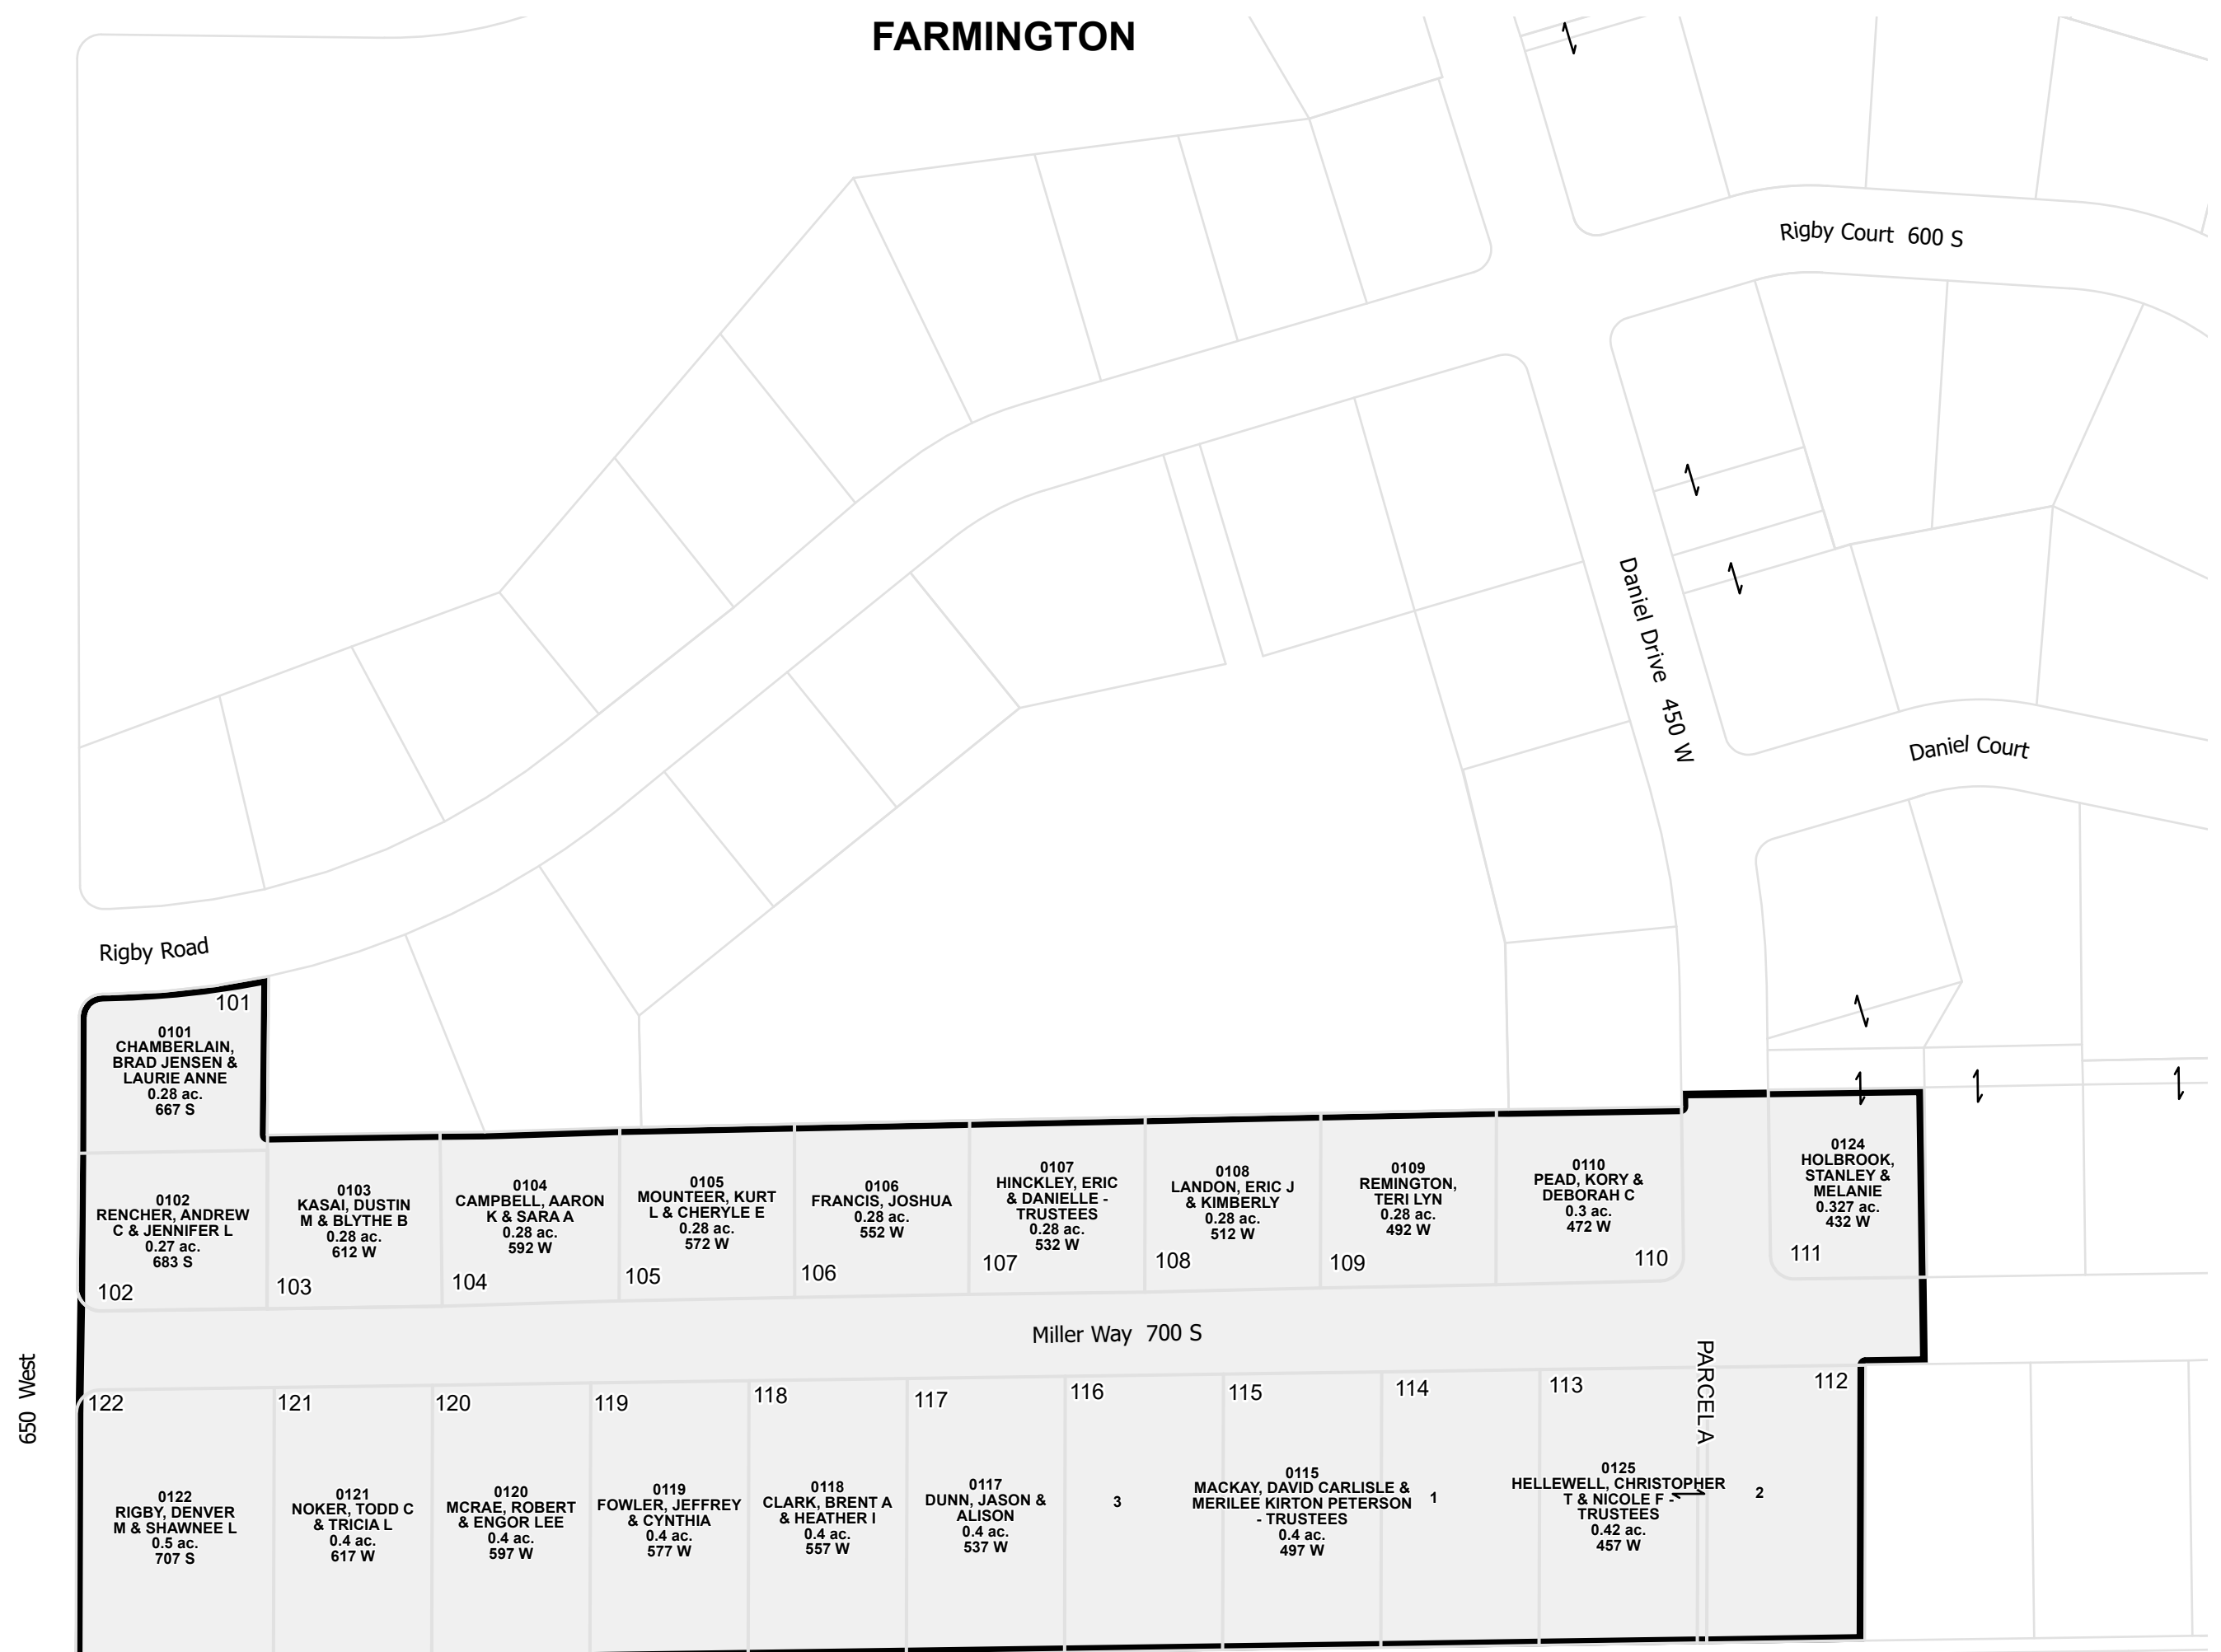 FARMINGTON
Rigby Court 600 S
Daniel Drive 450 W
Daniel Court
Rigby Road
101
0101
CHAMBERLAIN,
BRAD JENSEN &
LAURIE ANNE
0.28 ac.
667 S
0102
RENCHER, ANDREW
C & JENNIFER L
0.27 ac.
683 S
102
0103
KASAI, DUSTIN
M & BLYTHE B
0.28 ac.
612 W
103
0104
CAMPBELL, AARON
K & SARA A
0.28 ac.
592 W
104
0105
MOUNTEER, KURT
L & CHERYLE E
0.28 ac.
572 W
105
0106
FRANCIS, JOSHUA
0.28 ac.
552 W
106
0107
HINCKLEY, ERIC
& DANIELLE -
TRUSTEES
0.28 ac.
532 W
107
0108
LANDON, ERIC J
& KIMBERLY
0.28 ac.
512 W
108
0109
REMINGTON,
TERI LYN
0.28 ac.
492 W
109
0110
PEAD, KORY &
DEBORAH C
0.3 ac.
472 W
110
0124
HOLBROOK,
STANLEY &
MELANIE
0.327 ac.
432 W
111
Miller Way 700 S
650 West
122
0122
RIGBY, DENVER
M & SHAWNEE L
0.5 ac.
707 S
121
0121
NOKER, TODD C
& TRICIA L
0.4 ac.
617 W
120
0120
MCRAE, ROBERT
& ENGOR LEE
0.4 ac.
597 W
119
0119
FOWLER, JEFFREY
& CYNTHIA
0.4 ac.
577 W
118
0118
CLARK, BRENT A
& HEATHER I
0.4 ac.
557 W
117
0117
DUNN, JASON &
ALISON
0.4 ac.
537 W
116
3
115
0115
MACKAY, DAVID CARLISLE &
MERILEE KIRTON PETERSON
- TRUSTEES
0.4 ac.
497 W
114
1
113
0125
HELLEWELL, CHRISTOPHER
T & NICOLE F -
TRUSTEES
0.42 ac.
457 W
PARCEL A
112
2